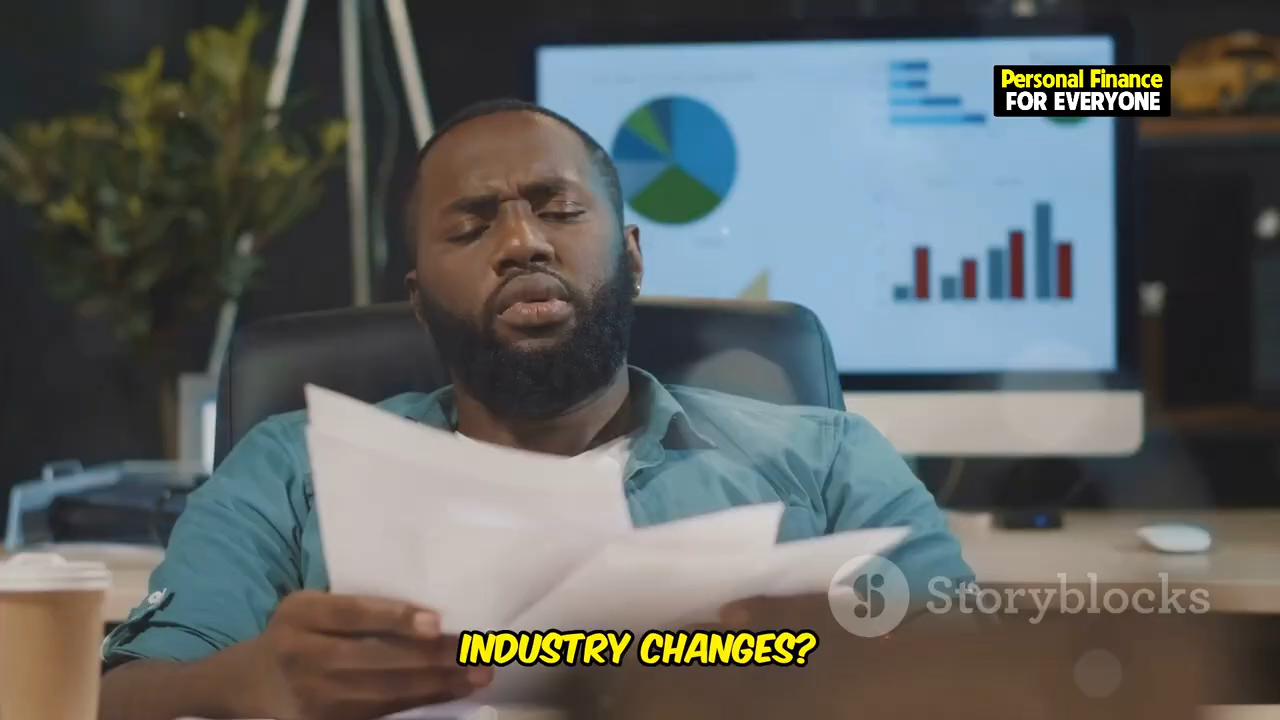 Personal Finance
FOR EVERYONE
Storyblocks
INDUSTRY CHANGES?